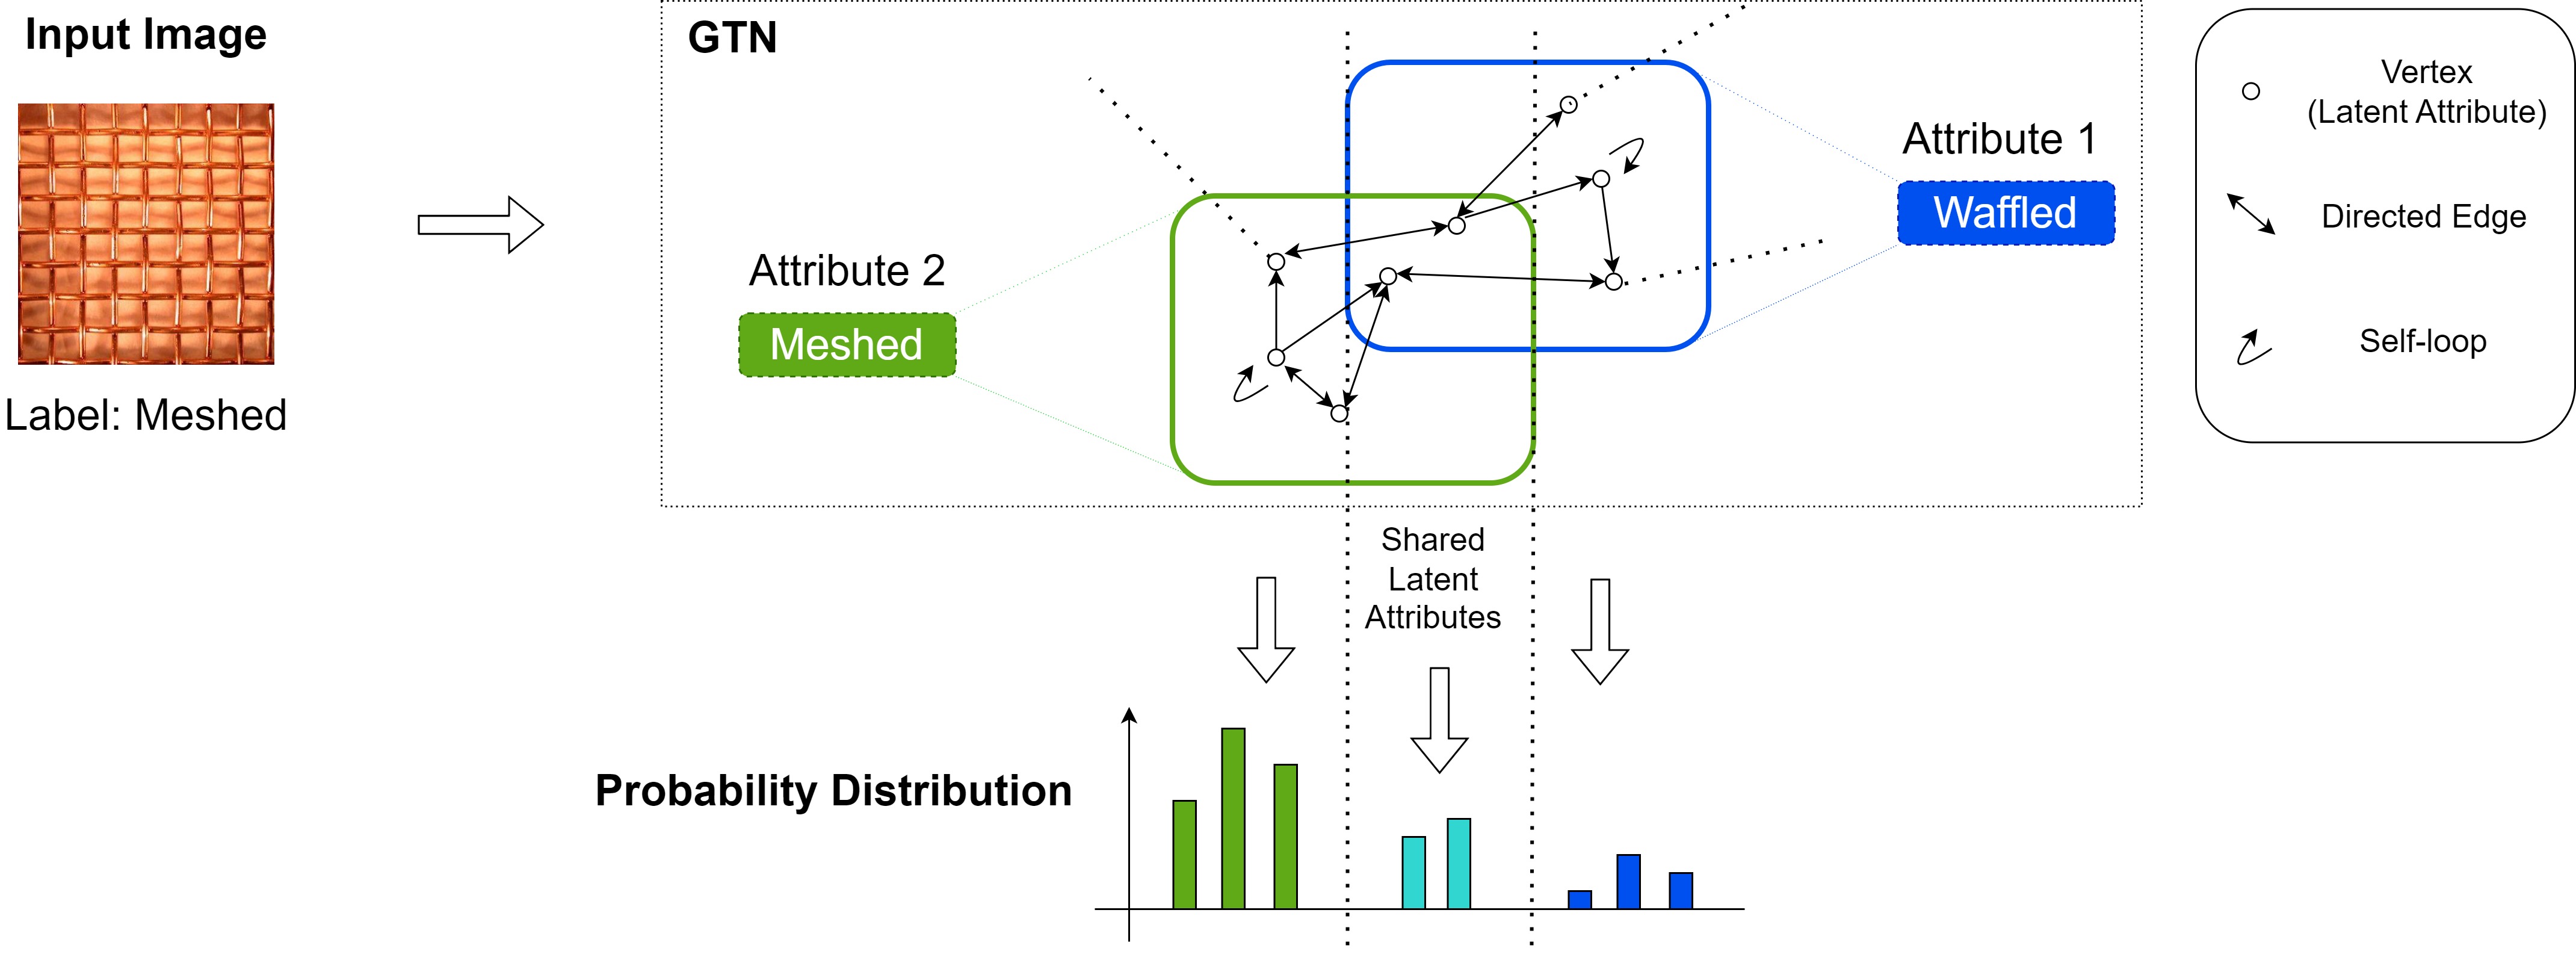 Input Image
Label: Meshed
GTN
Attribute 2
Meshed
Attribute 1
Waffled
Vertex
(Latent Attribute)
Directed Edge
Self-loop
Shared
Latent
Attributes
Probability Distribution